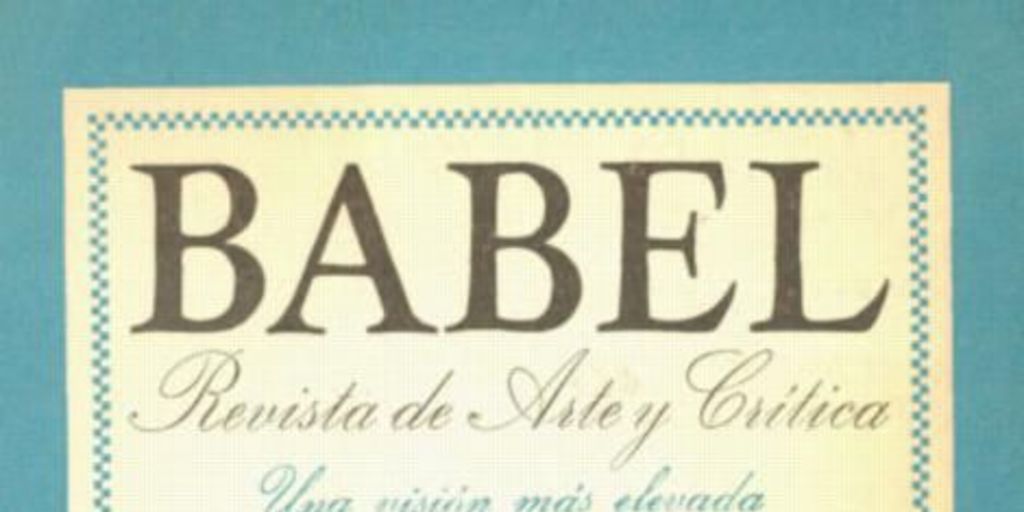 BABEL
Revista de Arte y Crítica
Una visión más elevada